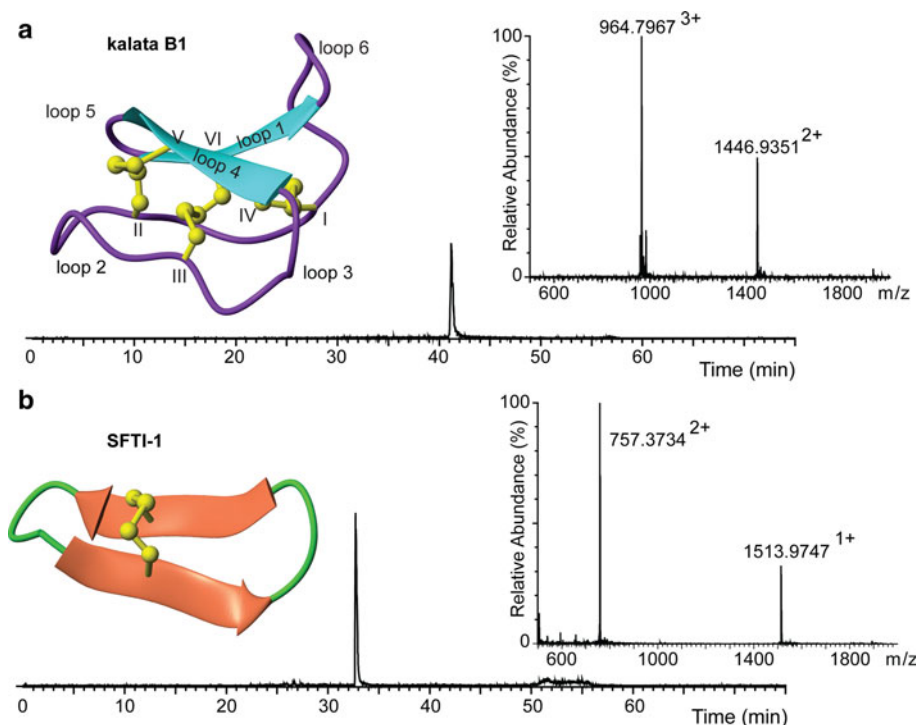 a
kalata B1
loop 6
loop 5
V
VI
loop 1
loop 4
II
IV
I
III
loop 2
loop 3
Relative Abundance (%)
100
0
964.7967 3+
1446.9351 2+
600 1000 1400 1800 m/z
0 10 20 30 40 50 60
Time (min)
b
SFTI-1
Relative Abundance (%)
100
0
757.3734 2+
1513.9747 1+
600 1000 1400 1800 m/z
0 10 20 30 40 50 60
Time (min)